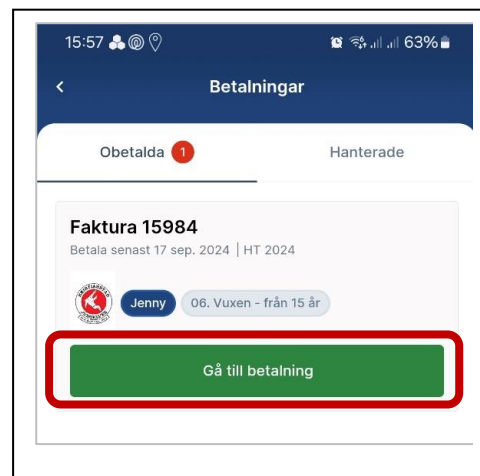 15:57 63%
Betalningar
Obetalda 1 Hanterade
Faktura 15984
Betala senast 17 sep. 2024 | HT 2024
Jenny 06. Vuxen - från 15 år
Gå till betalning